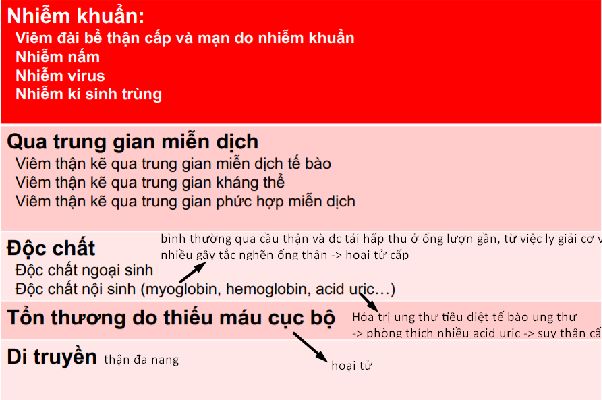 Nhiễm khuẩn:
Viêm đài bể thận cấp và mạn do nhiễm khuẩn
Nhiễm nấm
Nhiễm virus
Nhiễm kí sinh trùng
Qua trung gian miễn dịch
Viêm thận kẽ qua trung gian miễn dịch tế bào
Viêm thận kẽ qua trung gian kháng thể
Viêm thận kẽ qua trung gian phức hợp miễn dịch
Độc chất
bình thường qua cầu thận và dc tái hấp thu ở ống lượn gần, từ việc ly giải cơ v
nhiều gây tắc nghẽn ống thận -> hoại tử cấp
Độc chất ngoại sinh
Độc chất nội sinh (myoglobin, hemoglobin, acid uric…)
Tổn thương do thiếu máu cục bộ
Hóa trị ung thư tiêu diệt tế bào ung thư
-> phóng thích nhiều acid uric -> suy thận cấ
Di truyền
thận đa nang
hoại tử